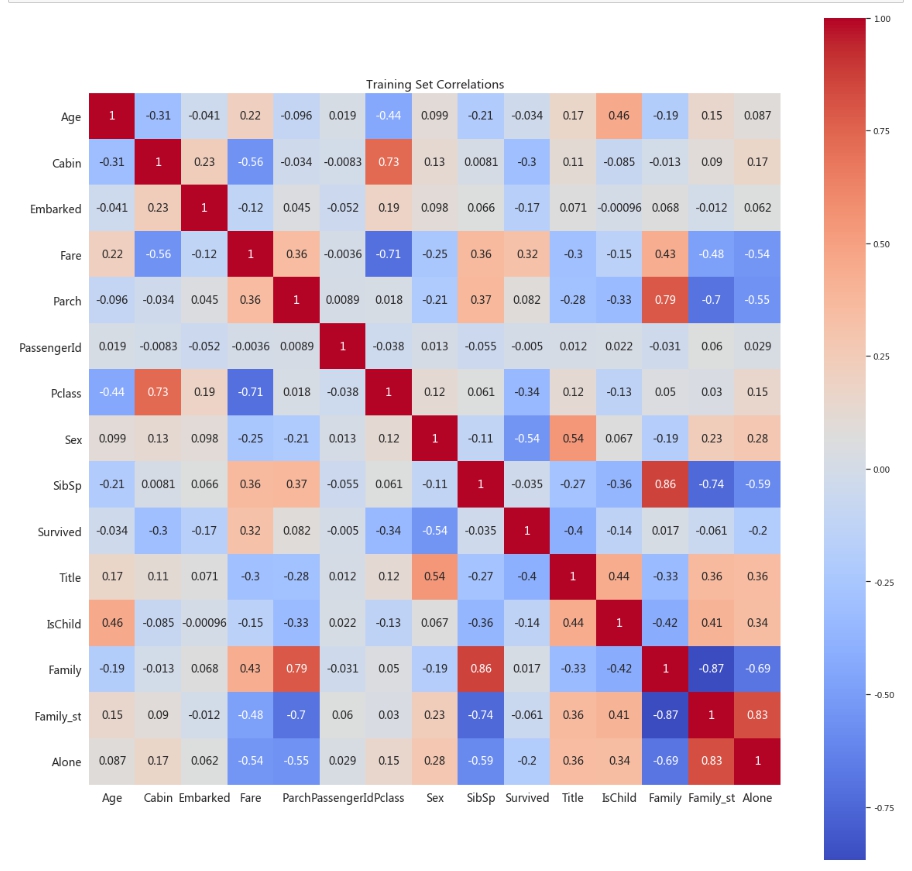 Training Set Correlations
Age 1 -0.31 -0.041 0.22 -0.096 0.019 -0.44 0.099 -0.21 -0.034 0.17 0.46 -0.19 0.15 0.087
Cabin -0.31 1 0.23 -0.56 -0.034 -0.0083 0.73 0.13 0.0081 -0.3 0.11 -0.085 -0.013 0.09 0.17
Embarked -0.041 0.23 1 -0.12 0.045 -0.052 0.19 0.098 0.066 -0.17 0.071 -0.00096 0.068 -0.012 0.062
Fare 0.22 -0.56 -0.12 1 0.36 -0.0036 -0.71 -0.25 0.36 0.32 -0.3 -0.15 0.43 -0.48 -0.54
Parch -0.096 -0.034 0.045 0.36 1 0.0089 0.018 -0.21 0.37 0.082 -0.28 -0.33 0.79 -0.7 -0.55
PassengerId 0.019 -0.0083 -0.052 -0.0036 0.0089 1 -0.038 0.013 -0.055 -0.005 0.012 0.022 -0.031 0.06 0.029
Pclass -0.44 0.73 0.19 -0.71 0.018 -0.038 1 0.12 0.061 -0.34 0.12 -0.13 0.05 0.03 0.15
Sex 0.099 0.13 0.098 -0.25 -0.21 0.013 0.12 1 -0.11 -0.54 0.54 0.067 -0.19 0.23 0.28
SibSp -0.21 0.0081 0.066 0.36 0.37 -0.055 0.061 -0.11 1 -0.035 -0.27 -0.36 0.86 -0.74 -0.59
Survived -0.034 -0.3 -0.17 0.32 0.082 -0.005 -0.34 -0.54 -0.035 1 -0.4 -0.14 0.017 -0.061 -0.2
Title 0.17 0.11 0.071 -0.3 -0.28 0.012 0.12 0.54 -0.27 -0.4 1 0.44 -0.33 0.36 0.36
IsChild 0.46 -0.085 -0.00096 -0.15 -0.33 0.022 -0.13 0.067 -0.36 -0.14 0.44 1 -0.42 0.41 0.34
Family -0.19 -0.013 0.068 0.43 0.79 -0.031 0.05 -0.19 0.86 0.017 -0.33 -0.42 1 -0.87 -0.69
Family_st 0.15 0.09 -0.012 -0.48 -0.7 0.06 0.03 0.23 -0.74 -0.061 0.36 0.41 -0.87 1 0.83
Alone 0.087 0.17 0.062 -0.54 -0.55 0.029 0.15 0.28 -0.59 -0.2 0.36 0.34 -0.69 0.83 1
Age Cabin Embarked Fare Parch PassengerId Pclass Sex SibSp Survived Title IsChild Family Family_st Alone
1.00
0.75
0.50
0.25
0.00
-0.25
-0.50
-0.75